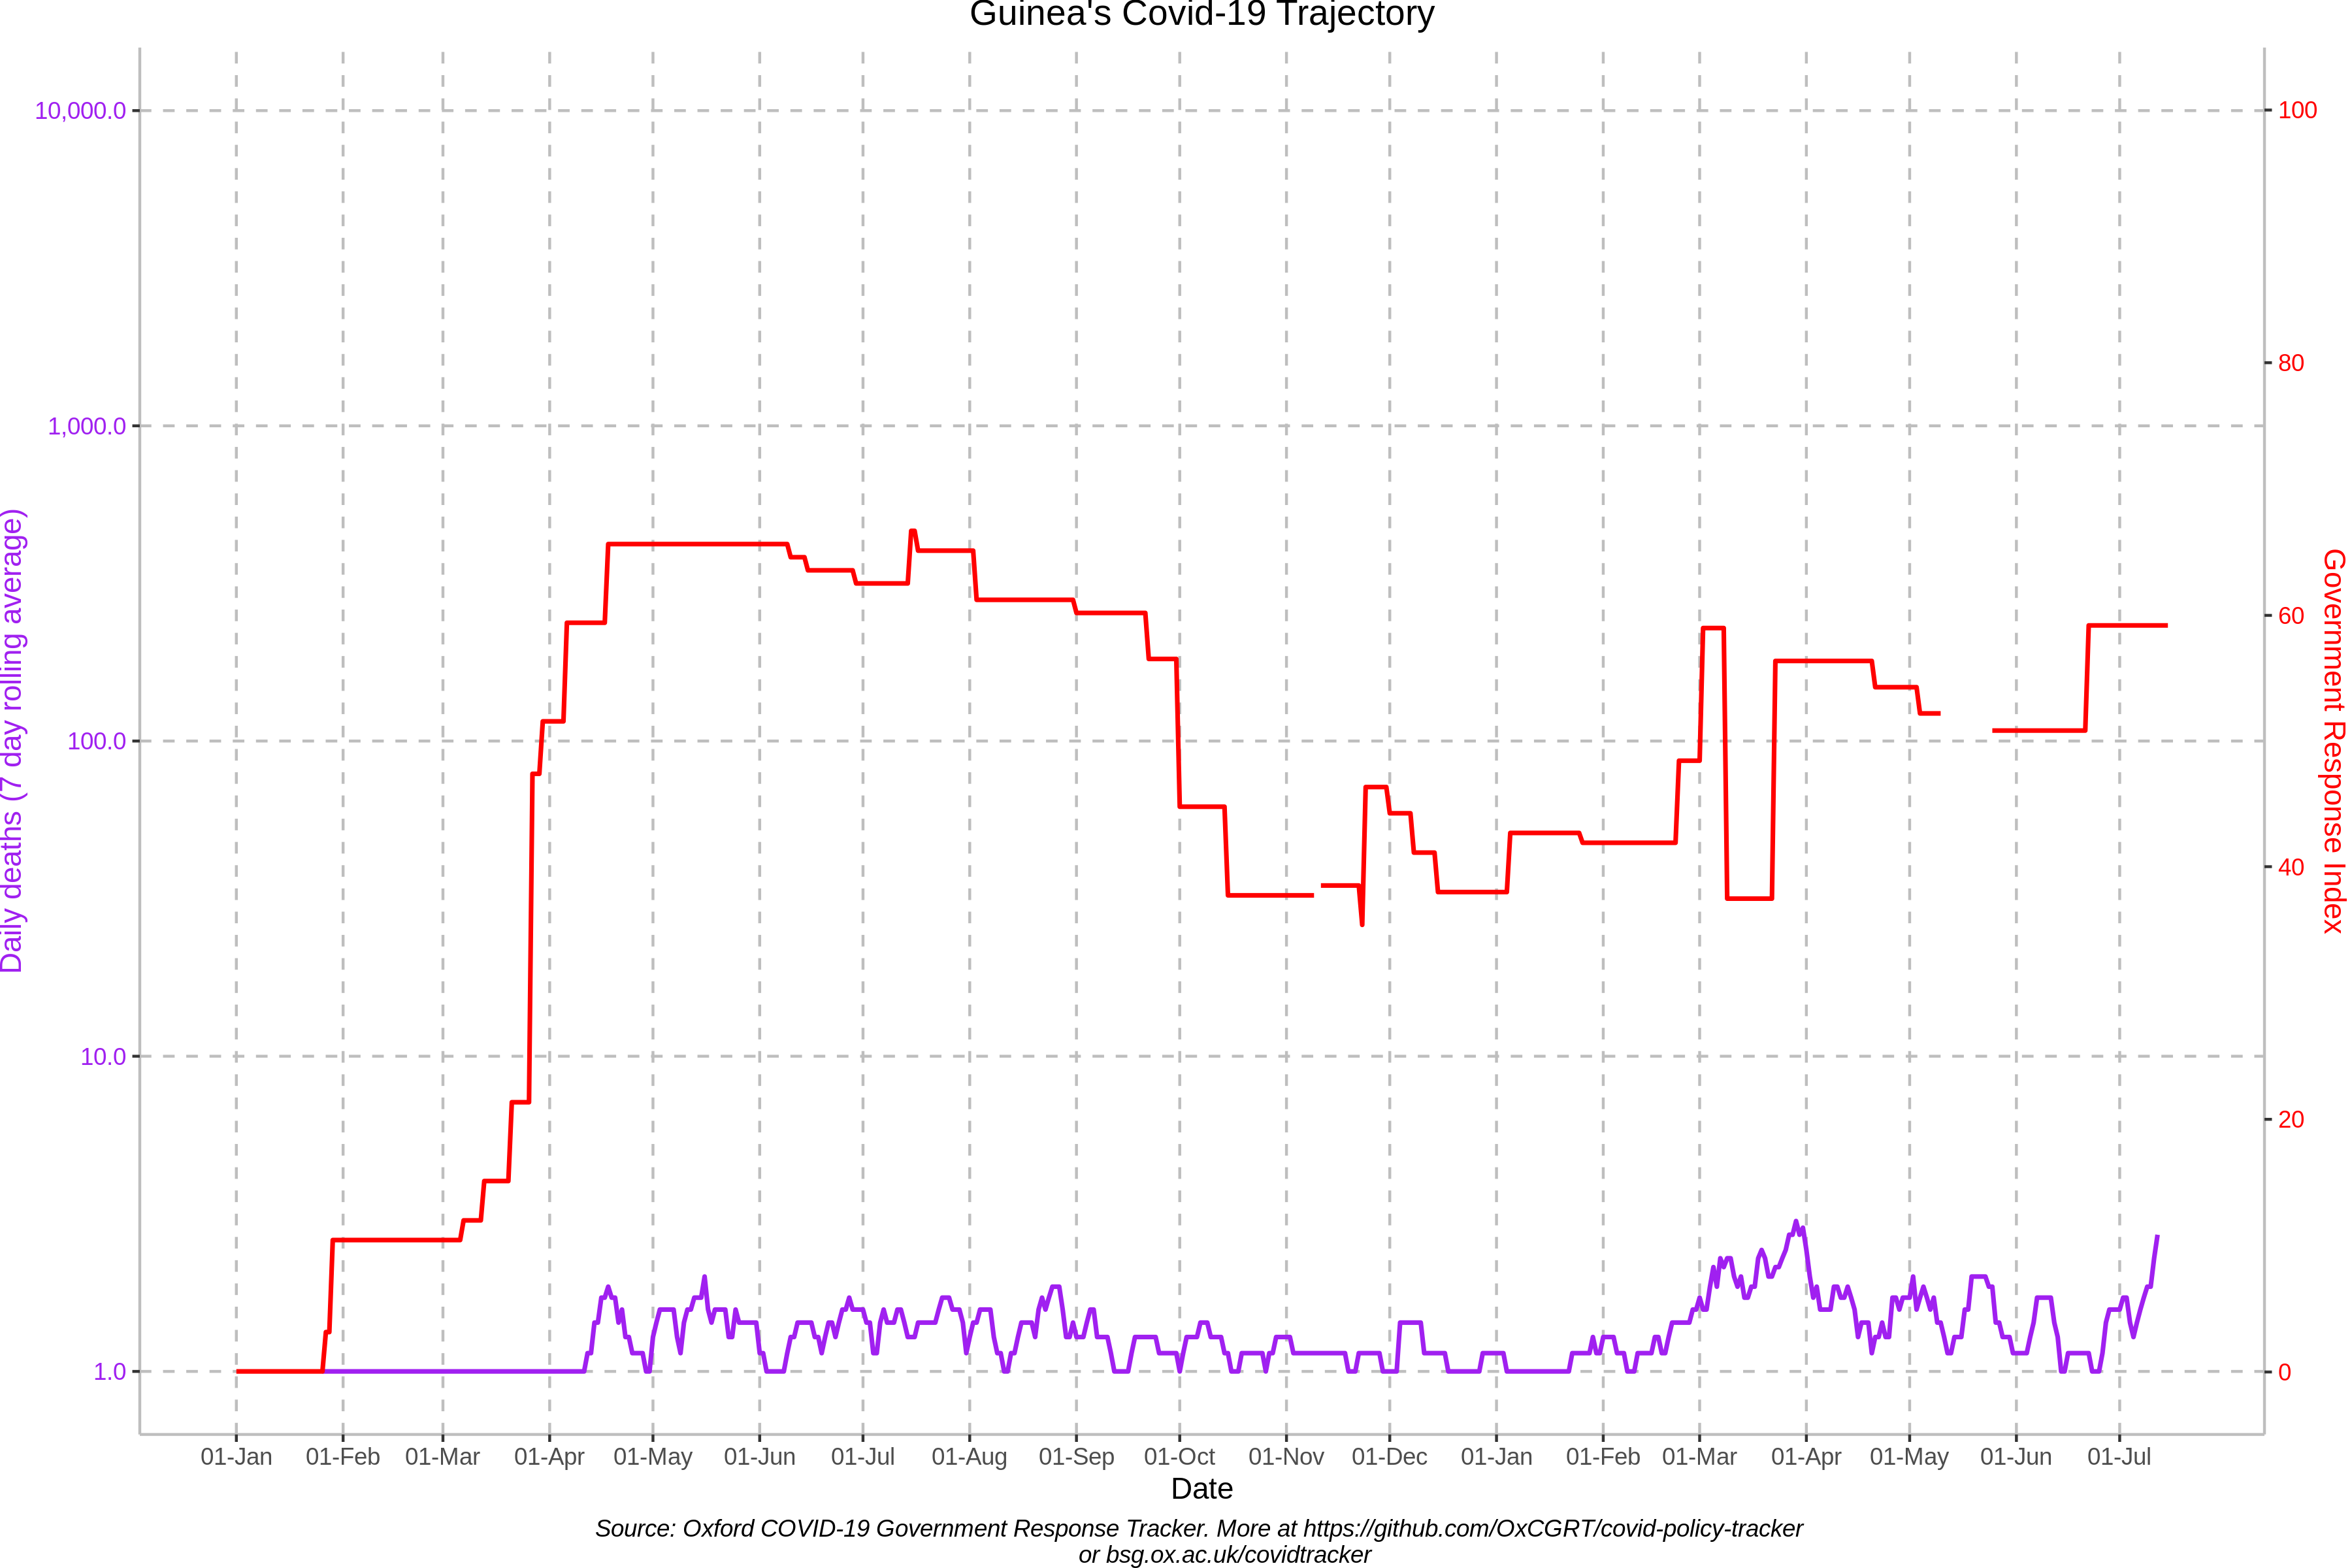 Guinea's Covid-19 Trajectory
10,000.0
1,000.0
100.0
10.0
1.0
Daily deaths (7 day rolling average)
100
80
60
40
20
0
Government Response Index
01-Jan 01-Feb 01-Mar 01-Apr 01-May 01-Jun 01-Jul 01-Aug 01-Sep 01-Oct 01-Nov 01-Dec 01-Jan 01-Feb 01-Mar 01-Apr 01-May 01-Jun 01-Jul
Date
Source: Oxford COVID-19 Government Response Tracker. More at https://github.com/OxCGRT/covid-policy-tracker
or bsg.ox.ac.uk/covidtracker